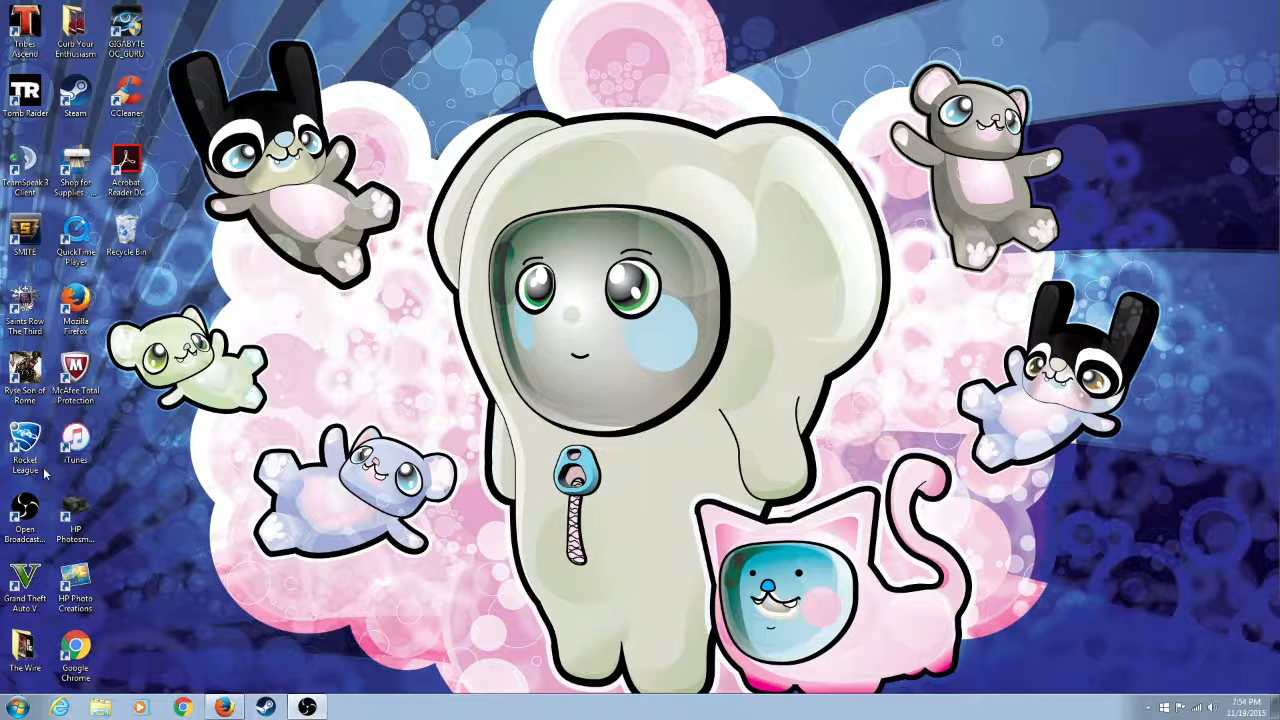 Tribes
Ascend
Curb Your
Enthusiasm
GIGABYTE
OC_GURU
TR
Tomb Raider
Steam
CCleaner
TeamSpeak 3
Client
Shop for
Supplies - ...
Acrobat
Reader DC
SMITE
QuickTime
Player
Recycle Bin
Saints Row
The Third
Mozilla
Firefox
Ryse Son of
Rome
McAfee Total
Protection
Rocket
League
iTunes
Open
Broadcast...
HP
Photosm...
Grand Theft
Auto V
HP Photo
Creations
The Wire
Google
Chrome
7:54 PM
11/19/2015